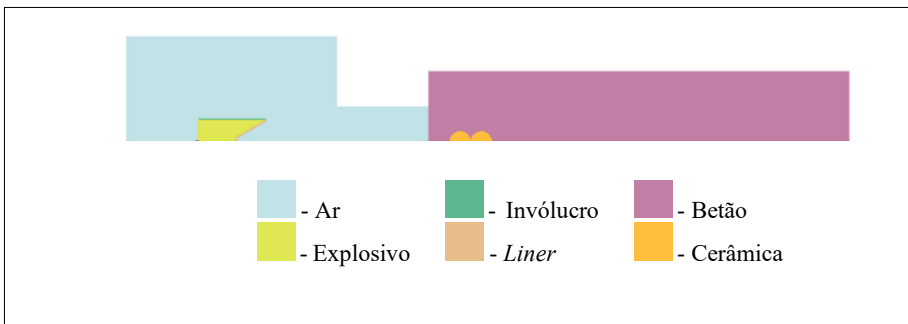 - Ar - Invólucro - Betão
- Explosivo - Liner - Cerâmica